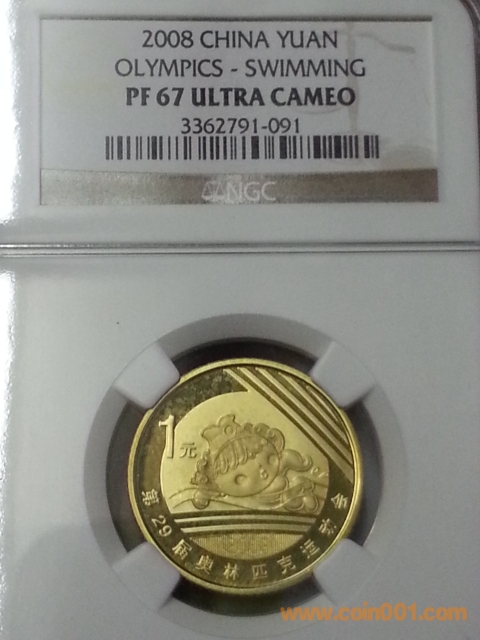 2008 CHINA YUAN
OLYMPICS - SWIMMING
PF 67 ULTRA CAMEO
3362791-091
NGC
1元
第29届奥林匹克运动会
www.coin001.com